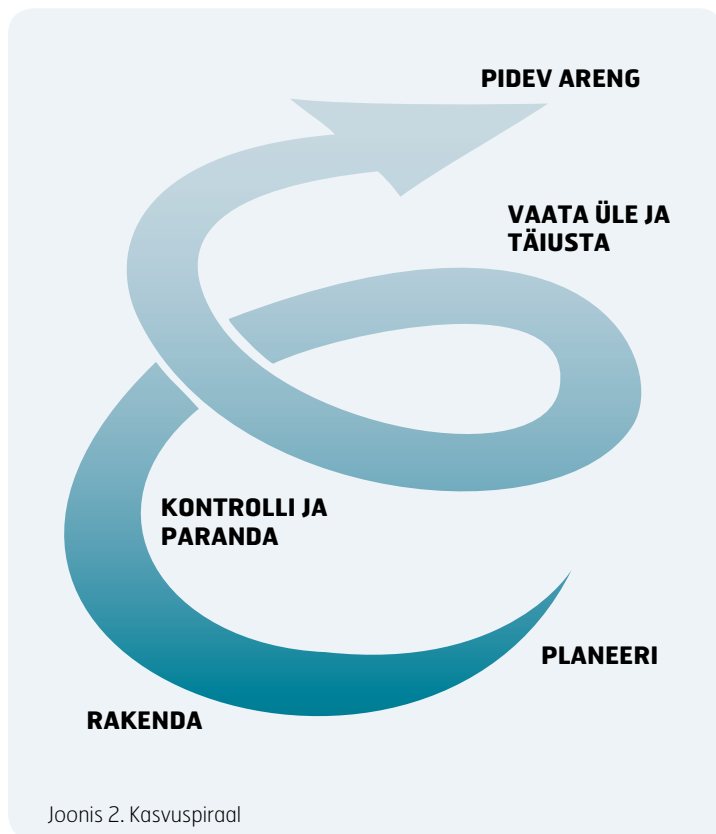 PIDEV ARENG
VAATA ÜLE JA
TÄIUSTA
KONTROLLI JA
PARANDA
PLANEERI
RAKENDA
Joonis 2. Kasvuspiraal